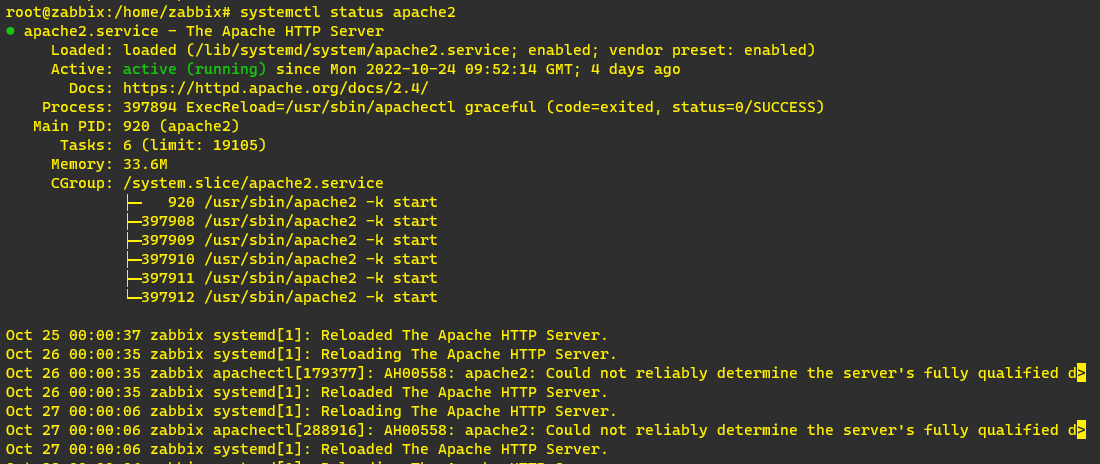 root@zabbix:/home/zabbix# systemctl status apache2
● apache2.service - The Apache HTTP Server
     Loaded: loaded (/lib/systemd/system/apache2.service; enabled; vendor preset: enabled)
     Active: active (running) since Mon 2022-10-24 09:52:14 GMT; 4 days ago
       Docs: https://httpd.apache.org/docs/2.4/
    Process: 397894 ExecReload=/usr/sbin/apachectl graceful (code=exited, status=0/SUCCESS)
   Main PID: 920 (apache2)
      Tasks: 6 (limit: 19105)
     Memory: 33.6M
     CGroup: /system.slice/apache2.service
             ├─   920 /usr/sbin/apache2 -k start
             ├─397908 /usr/sbin/apache2 -k start
             ├─397909 /usr/sbin/apache2 -k start
             ├─397910 /usr/sbin/apache2 -k start
             ├─397911 /usr/sbin/apache2 -k start
             └─397912 /usr/sbin/apache2 -k start
Oct 25 00:00:37 zabbix systemd[1]: Reloaded The Apache HTTP Server.
Oct 26 00:00:35 zabbix systemd[1]: Reloading The Apache HTTP Server.
Oct 26 00:00:35 zabbix apachectl[179377]: AH00558: apache2: Could not reliably determine the server's fully qualified d>
Oct 26 00:00:35 zabbix systemd[1]: Reloaded The Apache HTTP Server.
Oct 27 00:00:06 zabbix systemd[1]: Reloading The Apache HTTP Server.
Oct 27 00:00:06 zabbix apachectl[288916]: AH00558: apache2: Could not reliably determine the server's fully qualified d>
Oct 27 00:00:06 zabbix systemd[1]: Reloaded The Apache HTTP Server.